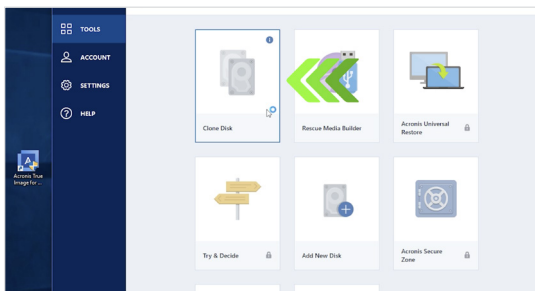 TOOLS
ACCOUNT
SETTINGS
HELP
Acronis True
Image for ...
Clone Disk
Rescue Media Builder
Acronis Universal
Restore
Try & Decide
Add New Disk
Acronis Secure
Zone